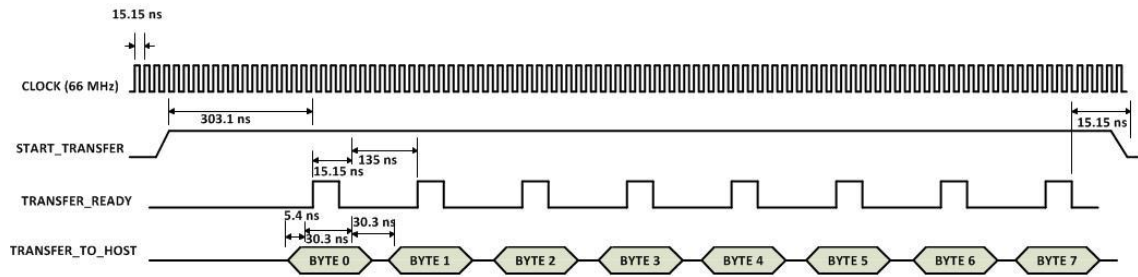 15.15 ns
CLOCK (66 MHz)
303.1 ns
15.15 ns
START_TRANSFER
135 ns
15.15 ns
TRANSFER_READY
5.4 ns
30.3 ns
30.3 ns
TRANSFER_TO_HOST
BYTE 0
BYTE 1
BYTE 2
BYTE 3
BYTE 4
BYTE 5
BYTE 6
BYTE 7